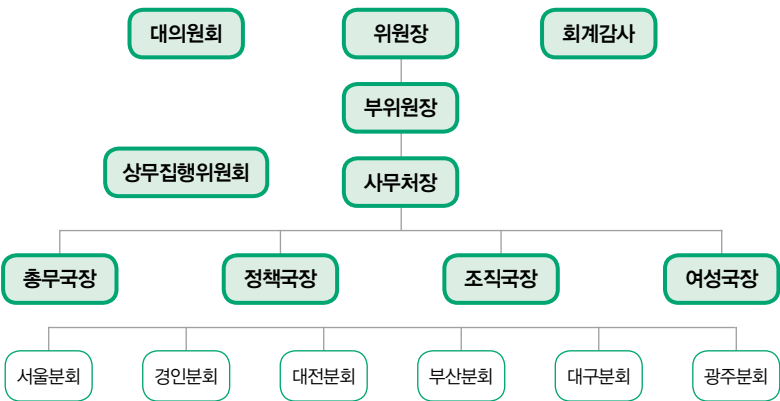 대의원회
위원장
회계감사
부위원장
상무집행위원회
사무처장
총무국장
정책국장
조직국장
여성국장
서울분회
경인분회
대전분회
부산분회
대구분회
광주분회